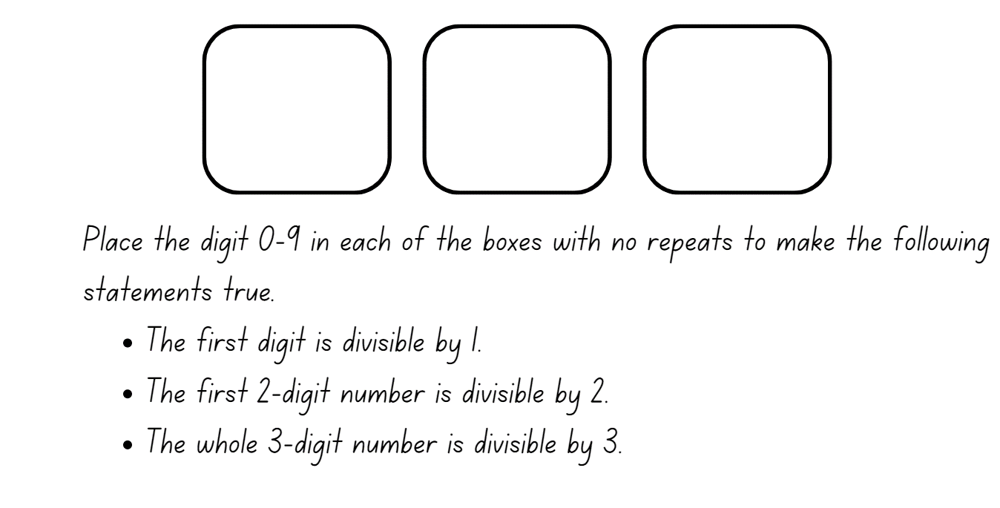 Place the digit 0-9 in each of the boxes with no repeats to make the following
statements true.
• The first digit is divisible by 1.
• The first 2-digit number is divisible by 2.
• The whole 3-digit number is divisible by 3.